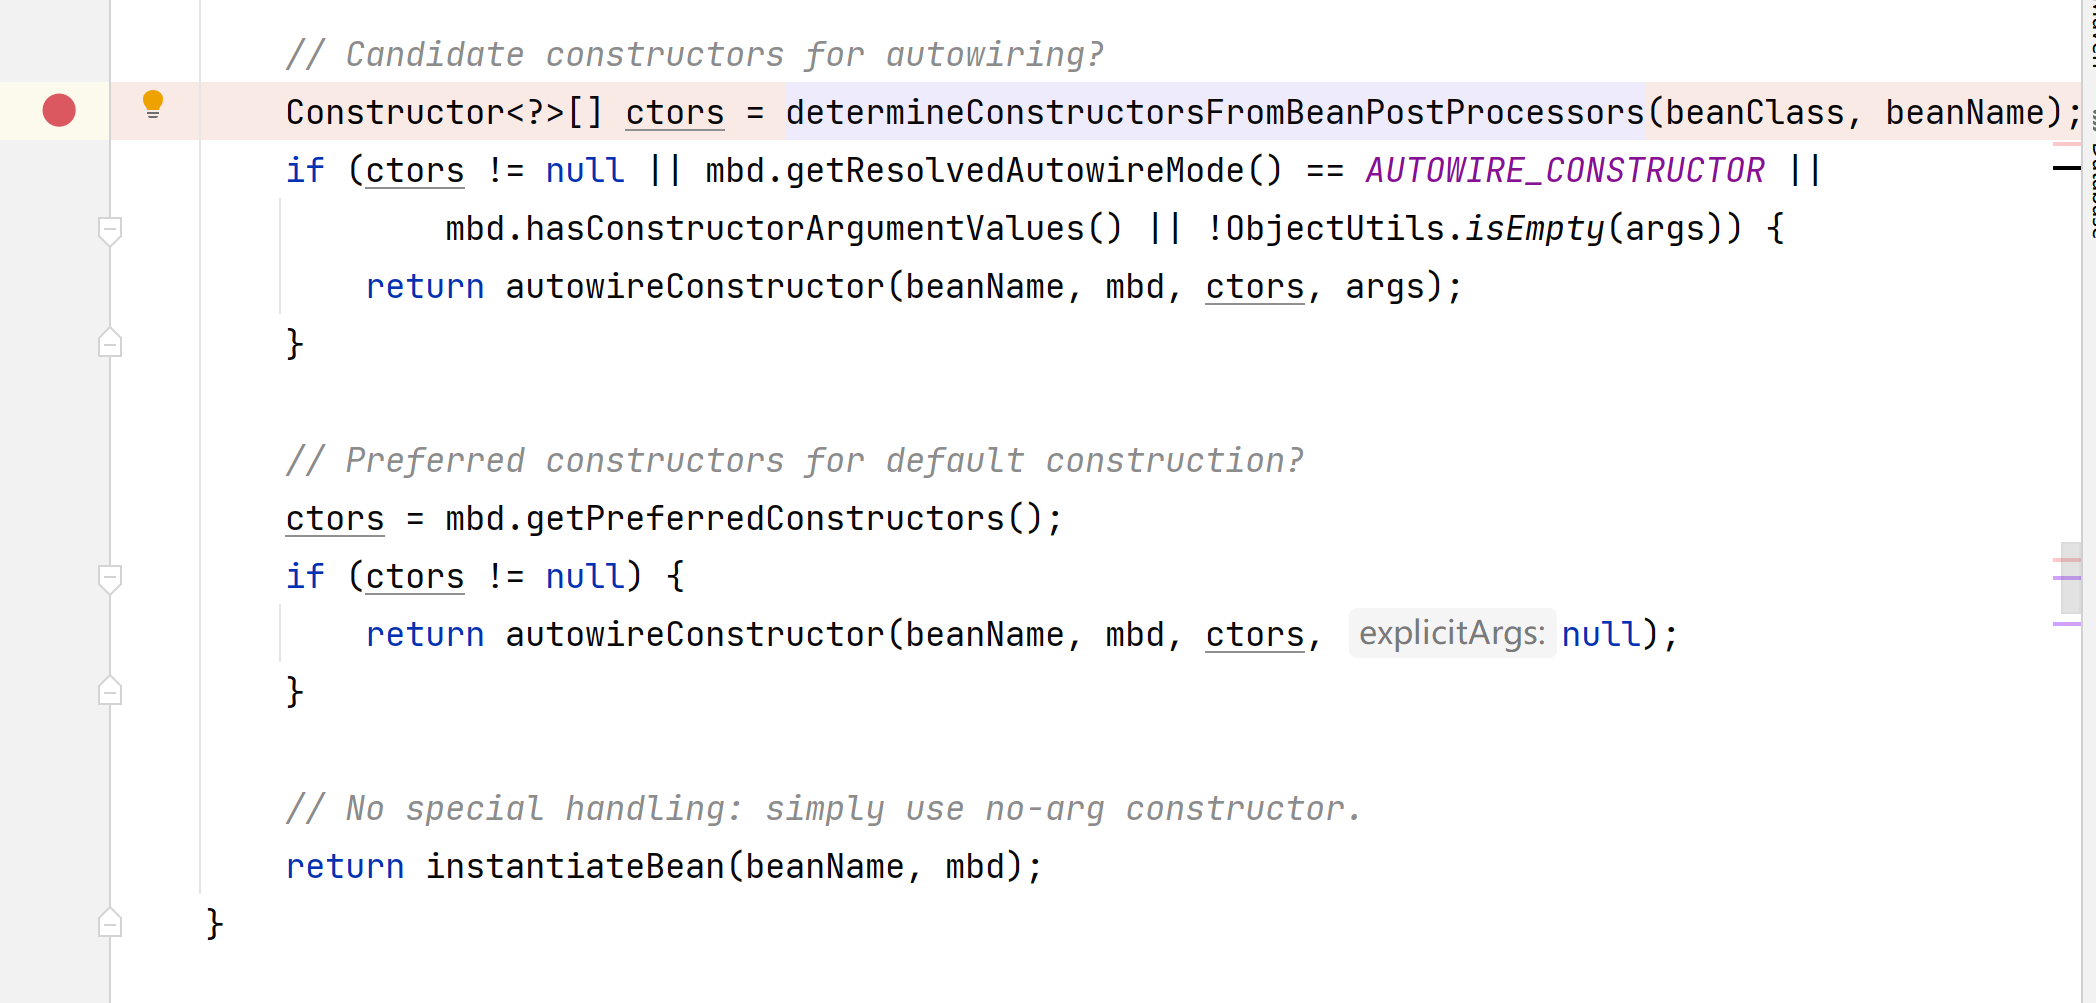 // Candidate constructors for autowiring?
Constructor<?>[] ctors = determineConstructorsFromBeanPostProcessors(beanClass, beanName);
if (ctors != null || mbd.getResolvedAutowireMode() == AUTOWIRE_CONSTRUCTOR ||
mbd.hasConstructorArgumentValues() || !ObjectUtils.isEmpty(args)) {
return autowireConstructor(beanName, mbd, ctors, args);
}
// Preferred constructors for default construction?
ctors = mbd.getPreferredConstructors();
if (ctors != null) {
return autowireConstructor(beanName, mbd, ctors, explicitArgs: null);
}
// No special handling: simply use no-arg constructor.
return instantiateBean(beanName, mbd);
}